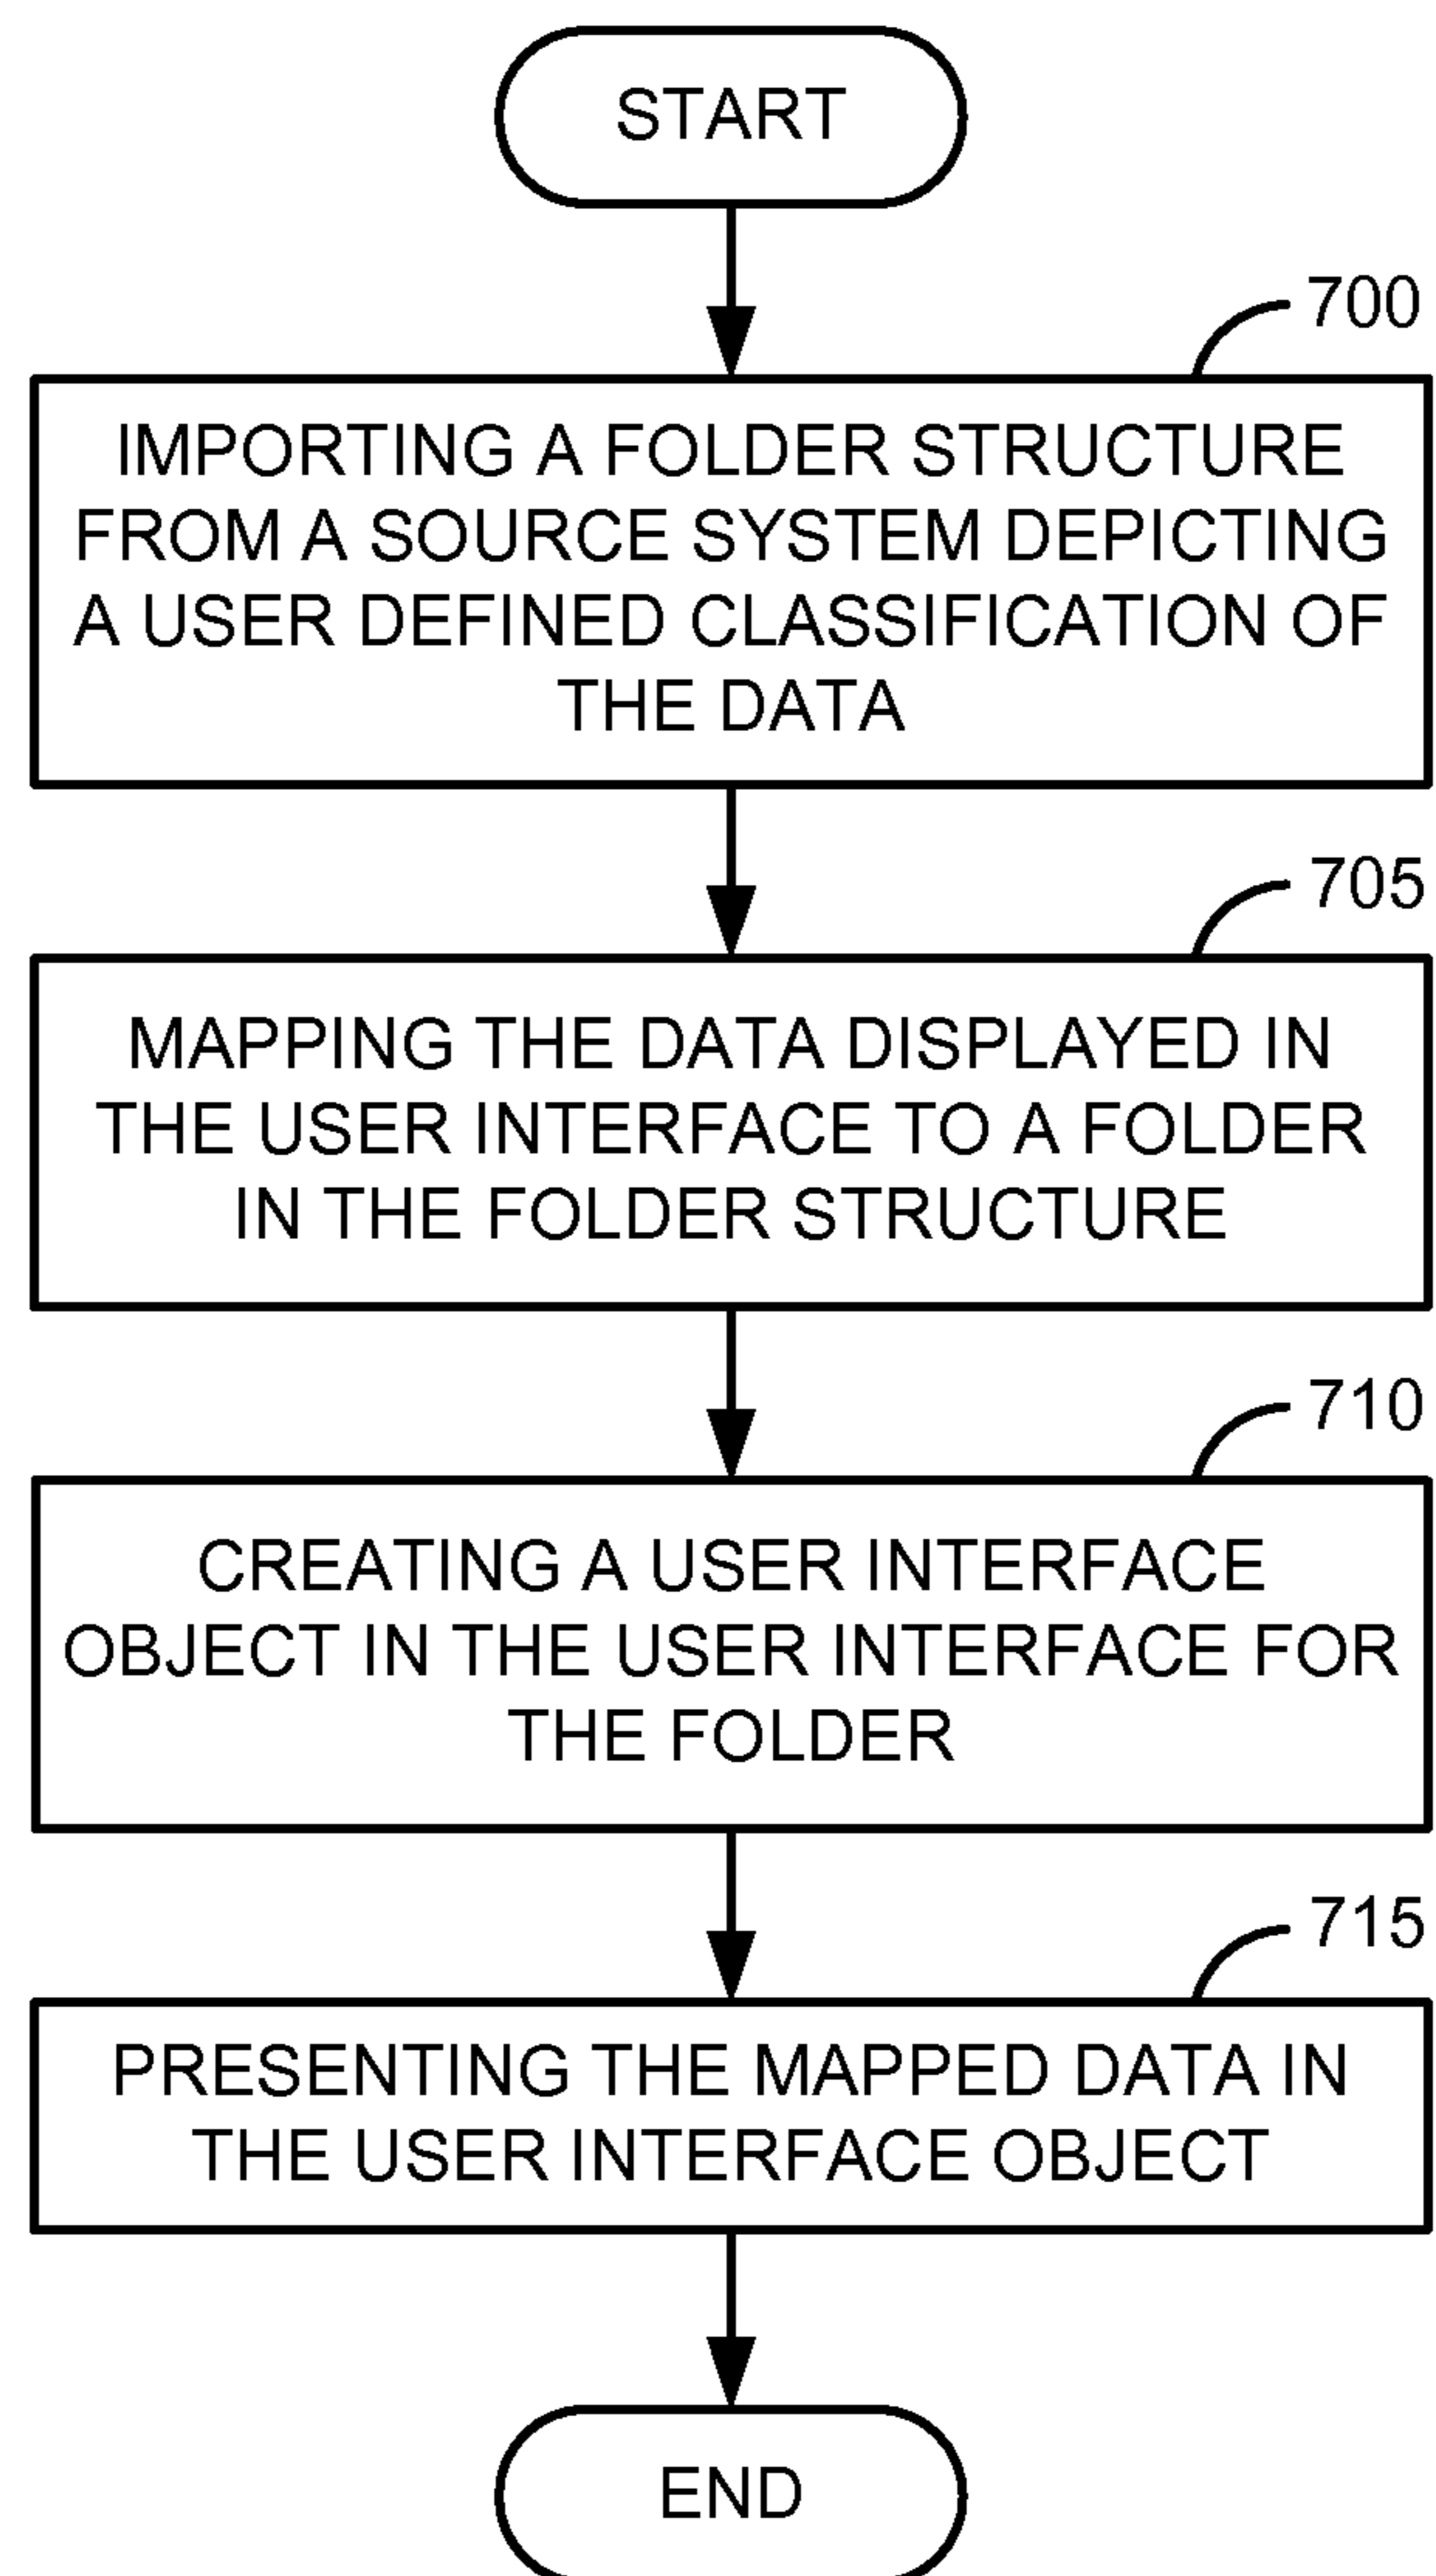 START
700
IMPORTING A FOLDER STRUCTURE
FROM A SOURCE SYSTEM DEPICTING
A USER DEFINED CLASSIFICATION OF
THE DATA
705
MAPPING THE DATA DISPLAYED IN
THE USER INTERFACE TO A FOLDER
IN THE FOLDER STRUCTURE
710
CREATING A USER INTERFACE
OBJECT IN THE USER INTERFACE FOR
THE FOLDER
715
PRESENTING THE MAPPED DATA IN
THE USER INTERFACE OBJECT
END